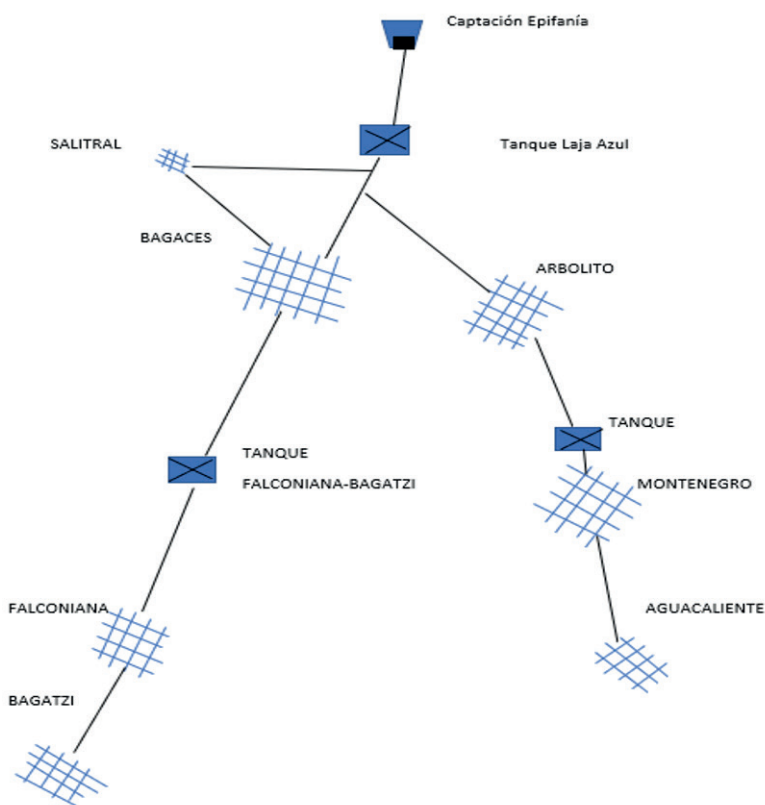 Captación Epifanía
SALITRAL
Tanque Laja Azul
BAGACES
ARBOLITO
TANQUE
FALCONIANA-BAGATZI
TANQUE
MONTENEGRO
FALCONIANA
AGUACALIENTE
BAGATZI